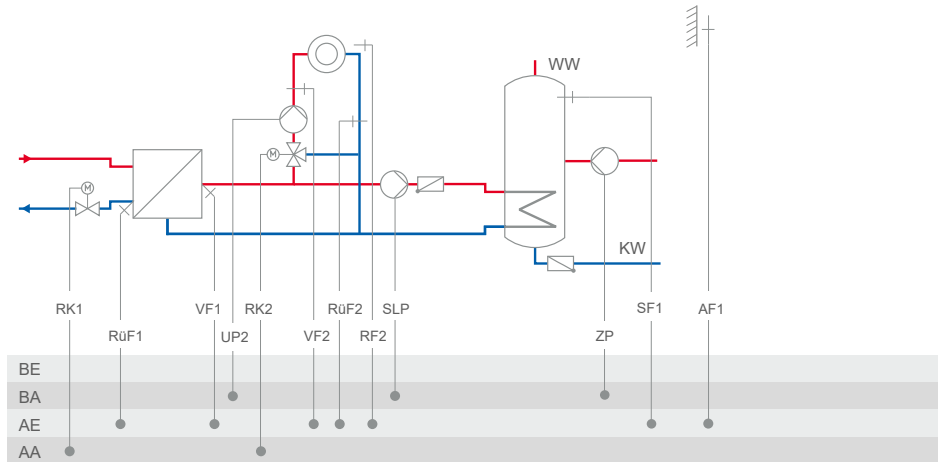 WW
M
M
KW
RK1 VF1 RK2 RüF2 SLP SF1 AF1
RüF1 UP2 VF2 RF2 ZP
BE
BA
AE
AA